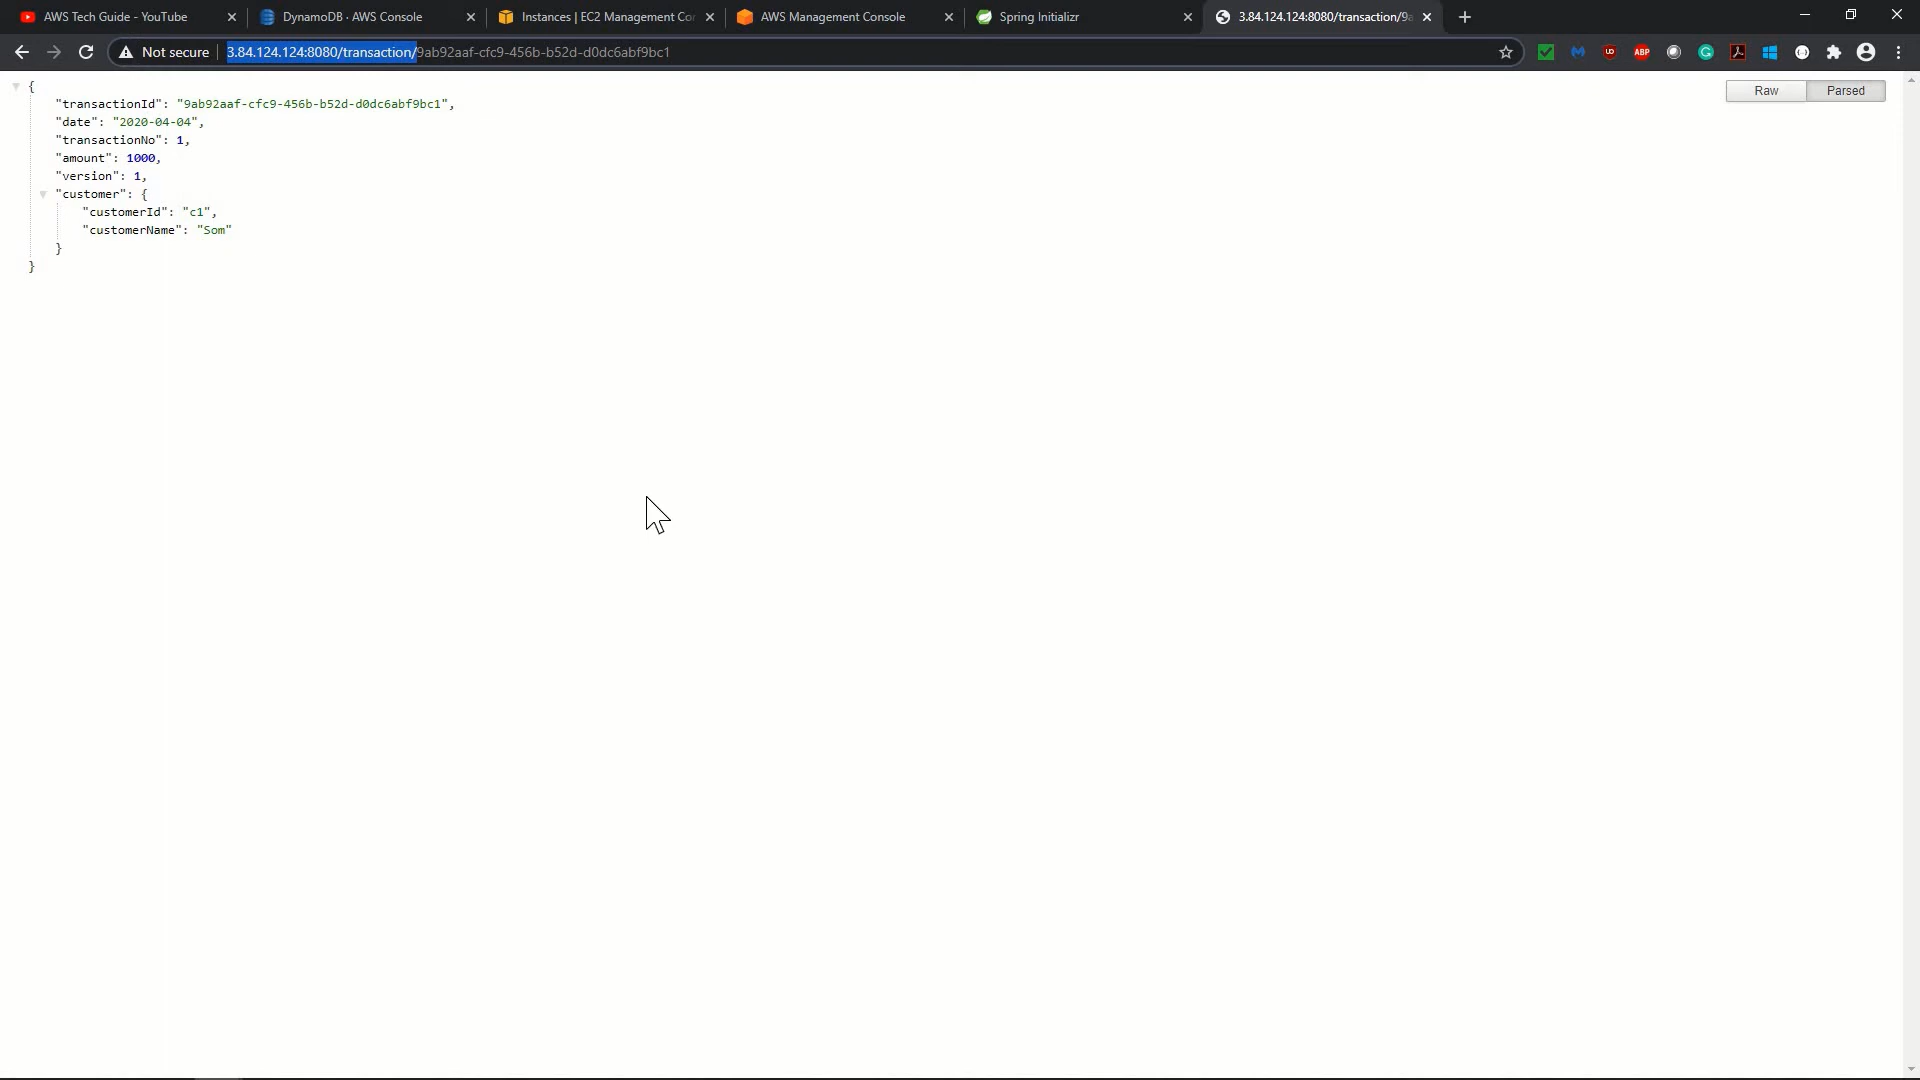 AWS Tech Guide - YouTube
DynamoDB · AWS Console
Instances | EC2 Management Co
AWS Management Console
Spring Initializr
3.84.124.124:8080/transaction/9a
Not secure
3.84.124.124:8080/transaction/9ab92aaf-cfc9-456b-b52d-d0dc6abf9bc1
ABP
Raw
Parsed
{
"transactionId": "9ab92aaf-cfc9-456b-b52d-d0dc6abf9bc1",
"date": "2020-04-04",
"transactionNo": 1,
"amount": 1000,
"version": 1,
"customer": {
"customerId": "c1",
"customerName": "Som"
}
}